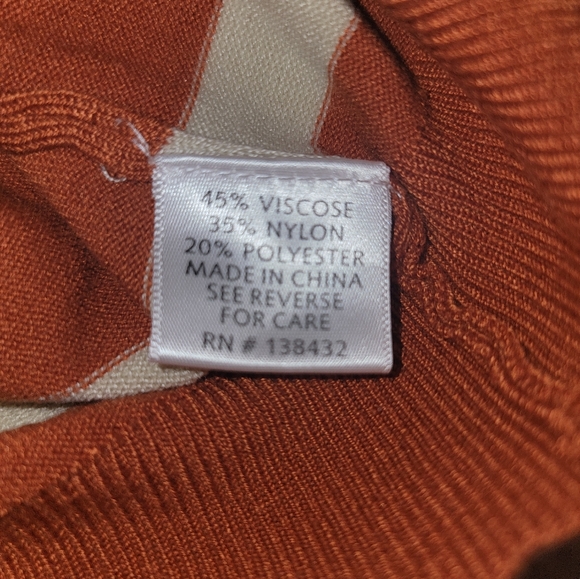 45% VISCOSE
35% NYLON
20% POLYESTER
MADE IN CHINA
SEE REVERSE
FOR CARE
RN # 138432